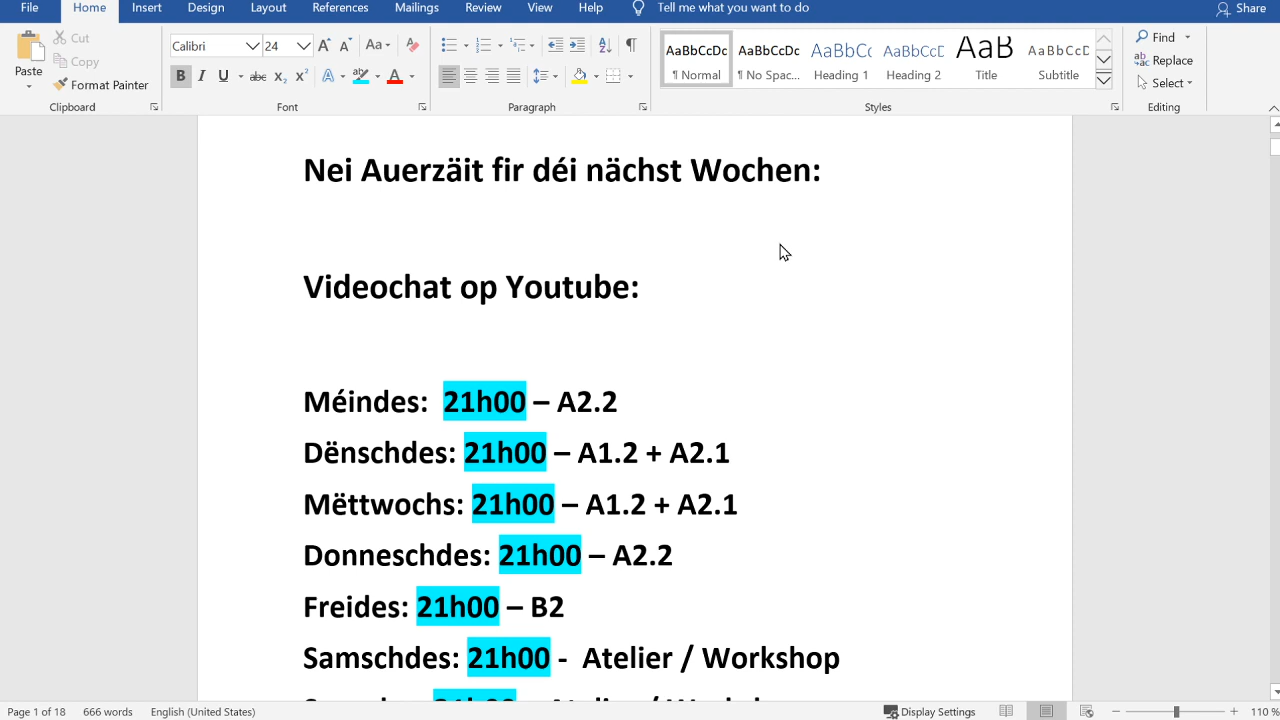 File Home Insert Design Layout References Mailings Review View Help Tell me what you want to do Share
Paste
Cut
Copy
Format Painter
Clipboard
Calibri 24
Font
Paragraph
AaBbCcDc AaBbCcDc AaBbCc AaBbCcD AaB AaBbCcD
¶ Normal ¶ No Spac... Heading 1 Heading 2 Title Subtitle
Styles
Find
Replace
Select
Editing
Nei Auerzäit fir déi nächst Wochen:
Videochat op Youtube:
Méindes: 21h00 – A2.2
Dënschdes: 21h00 – A1.2 + A2.1
Mëttwochs: 21h00 – A1.2 + A2.1
Donneschdes: 21h00 – A2.2
Freides: 21h00 – B2
Samschdes: 21h00 - Atelier / Workshop
Page 1 of 18 666 words English (United States) Display Settings 110 %